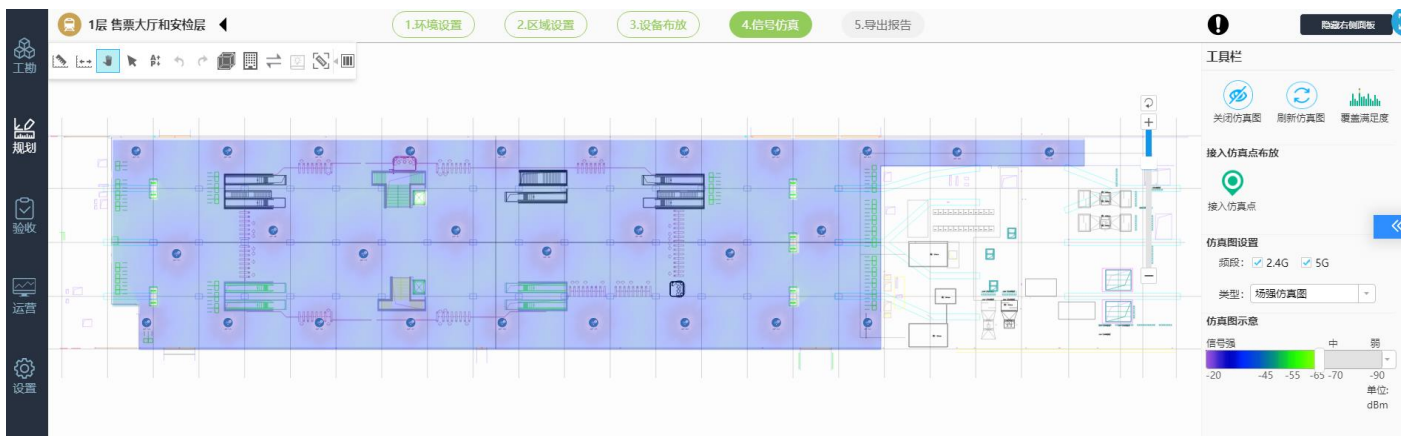 1层 售票大厅和安检层
1.环境设置
2.区域设置
3.设备布放
4.信号仿真
5.导出报告
隐藏右侧面板
工勘
规划
验收
运营
设置
工具栏
关闭仿真图
刷新仿真图
覆盖满足度
接入仿真点布放
接入仿真点
仿真图设置
频段: 2.4G 5G
类型: 场强仿真图
仿真图示意
信号强 中 弱
-20 -45 -55 -65 -70 -90
单位:
dBm